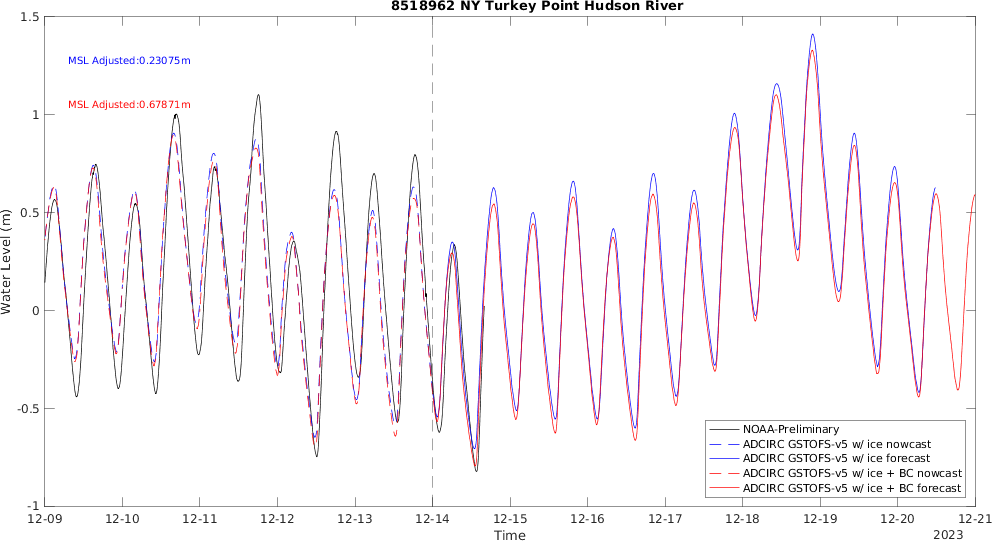 8518962 NY Turkey Point Hudson River
1.5
MSL Adjusted:0.23075m
MSL Adjusted:0.67871m
1
0.5
0
-0.5
-1
Water Level (m)
NOAA-Preliminary
ADCIRC GSTOFS-v5 w/ ice nowcast
ADCIRC GSTOFS-v5 w/ ice forecast
ADCIRC GSTOFS-v5 w/ ice + BC nowcast
ADCIRC GSTOFS-v5 w/ ice + BC forecast
12-09 12-10 12-11 12-12 12-13 12-14 12-15 12-16 12-17 12-18 12-19 12-20 12-21
Time
2023